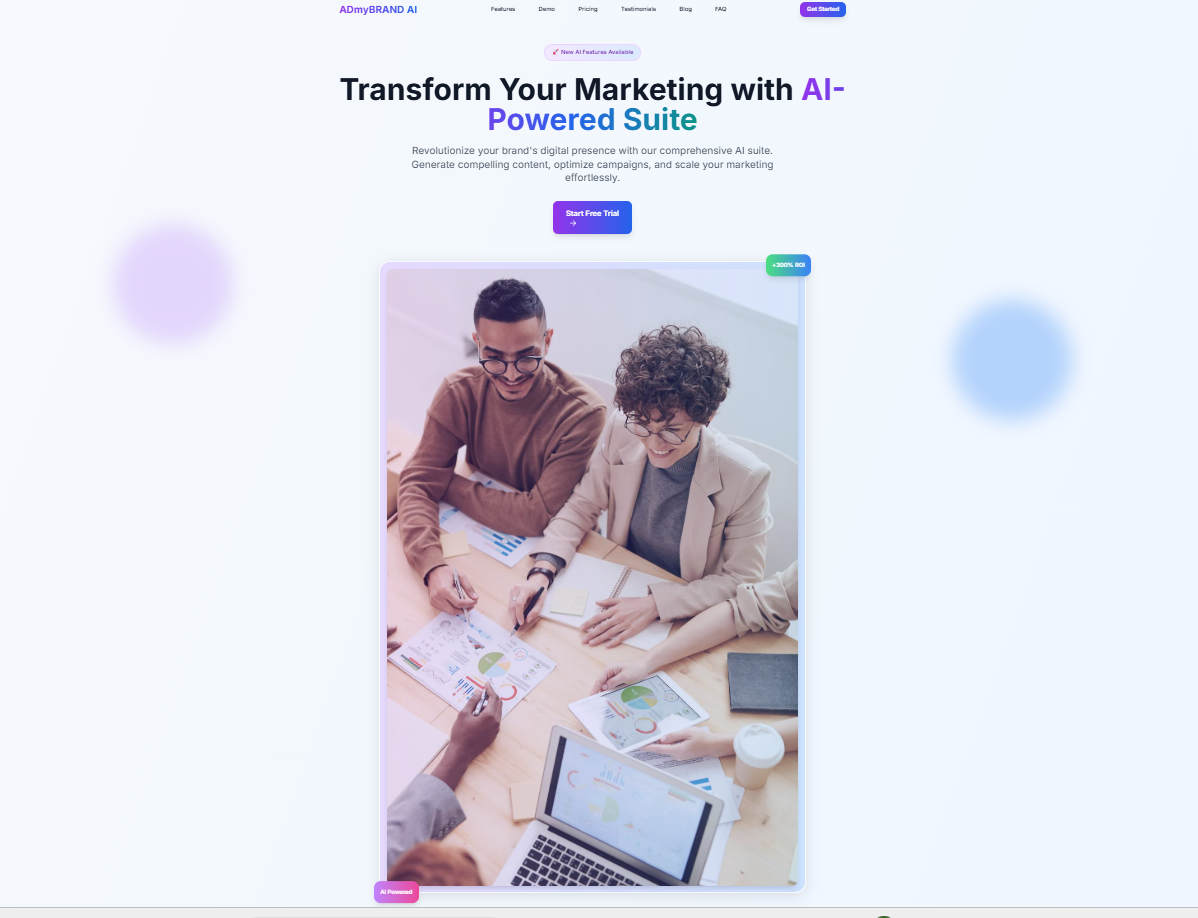 ADmyBRAND AI
Features
Demo
Pricing
Testimonials
Blog
FAQ
Get Started
🚀 New AI Features Available
Transform Your Marketing with AI-
Powered Suite
Revolutionize your brand's digital presence with our comprehensive AI suite.
Generate compelling content, optimize campaigns, and scale your marketing
effortlessly.
Start Free Trial
→
+300% ROI
AI Powered